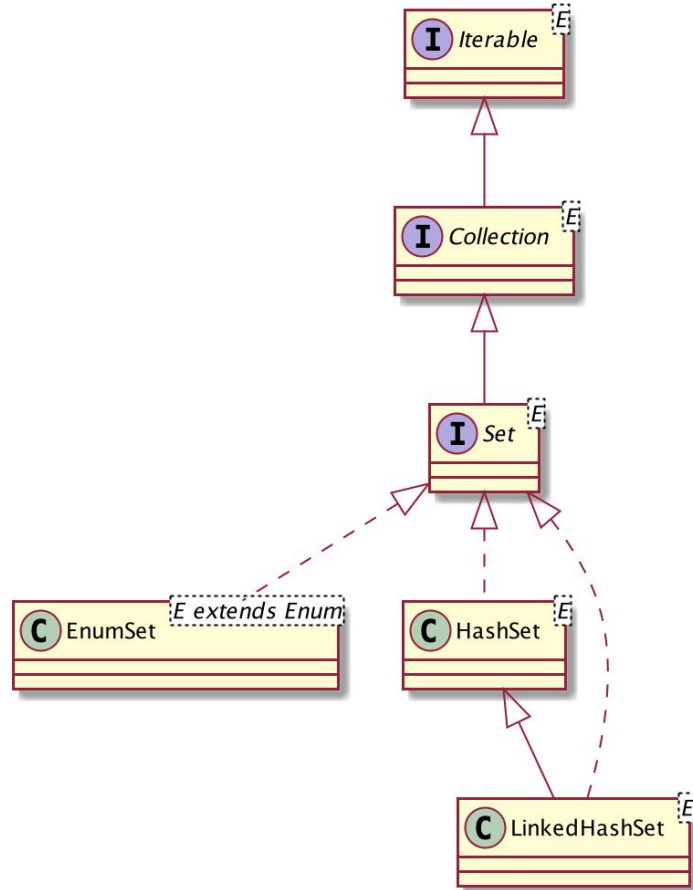 E
I Iterable
E
I Collection
E
I Set
E extends Enum
C EnumSet
E
C HashSet
E
C LinkedHashSet